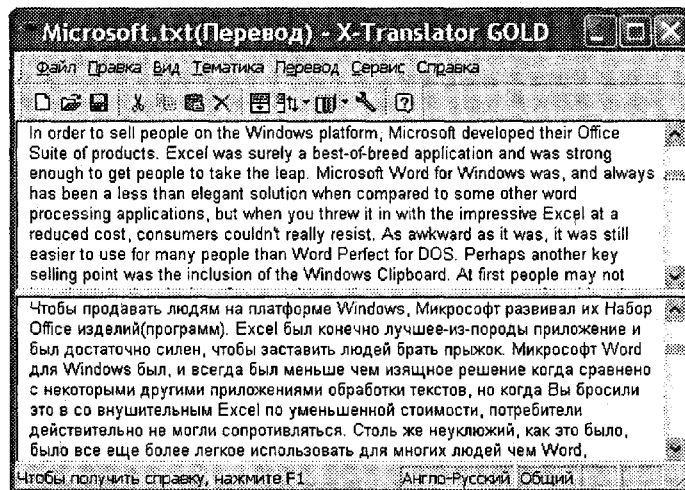 Microsoft.txt(Перевод) - X-Translator GOLD
Файл Правка Вид Тематика Перевод Сервис Справка
In order to sell people on the Windows platform, Microsoft developed their Office
Suite of products. Excel was surely a best-of-breed application and was strong
enough to get people to take the leap. Microsoft Word for Windows was, and always
has been a less than elegant solution when compared to some other word
processing applications, but when you threw it in with the impressive Excel at a
reduced cost, consumers couldn't really resist. As awkward as it was, it was still
easier to use for many people than Word Perfect for DOS. Perhaps another key
selling point was the inclusion of the Windows Clipboard. At first people may not
Чтобы продавать людям на платформе Windows, Микрософт развивал их Набор
Office изделий(программ). Excel был конечно лучшее-из-породы приложение и
был достаточно силен, чтобы заставить людей брать прыжок. Микрософт Word
для Windows был, и всегда был меньше чем изящное решение когда сравнено
с некоторыми другими приложениями обработки текстов, но когда Вы бросили
это в со внушительным Excel по уменьшенной стоимости, потребители
действительно не могли сопротивляться. Столь же неуклюжий, как это было,
было все еще более легкое использовать для многих людей чем Word,
Чтобы получить справку, нажмите F1 Англо-Русский Общий